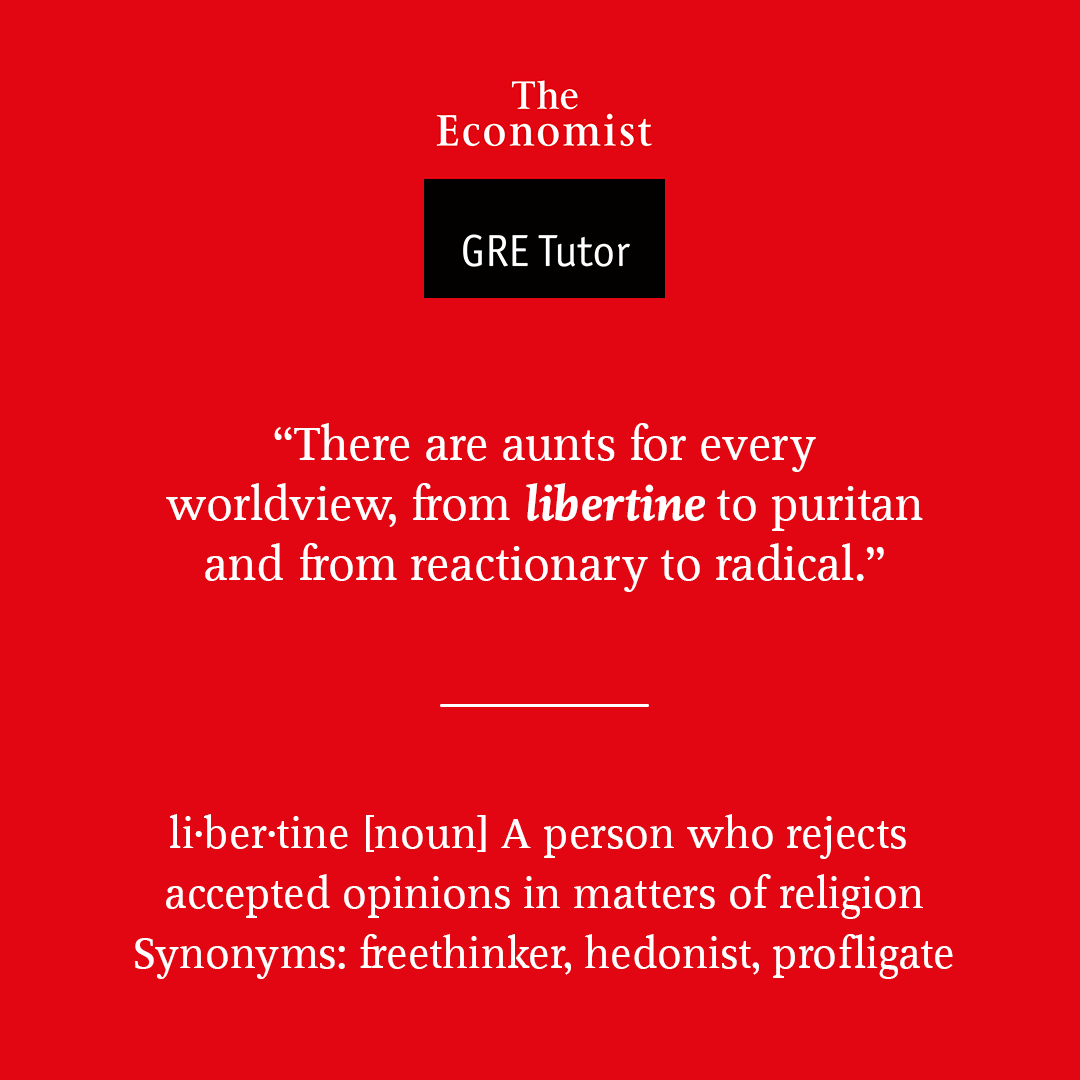 The
Economist
GRE Tutor
“There are aunts for every
worldview, from libertine to puritan
and from reactionary to radical.”
li·ber·tine [noun] A person who rejects
accepted opinions in matters of religion
Synonyms: freethinker, hedonist, profligate